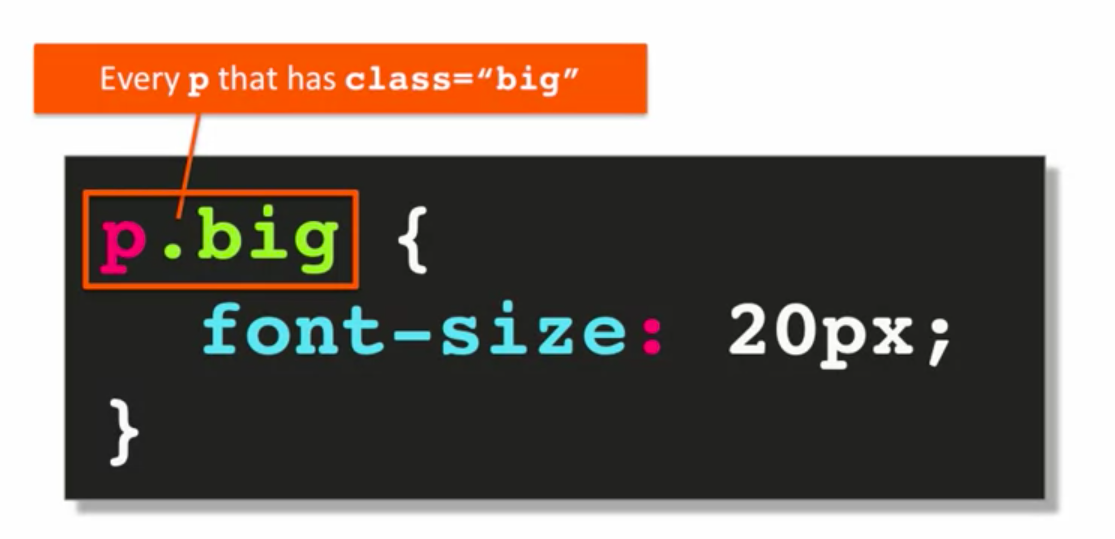 Every p that has class=“big”
p.big {
font-size: 20px;
}